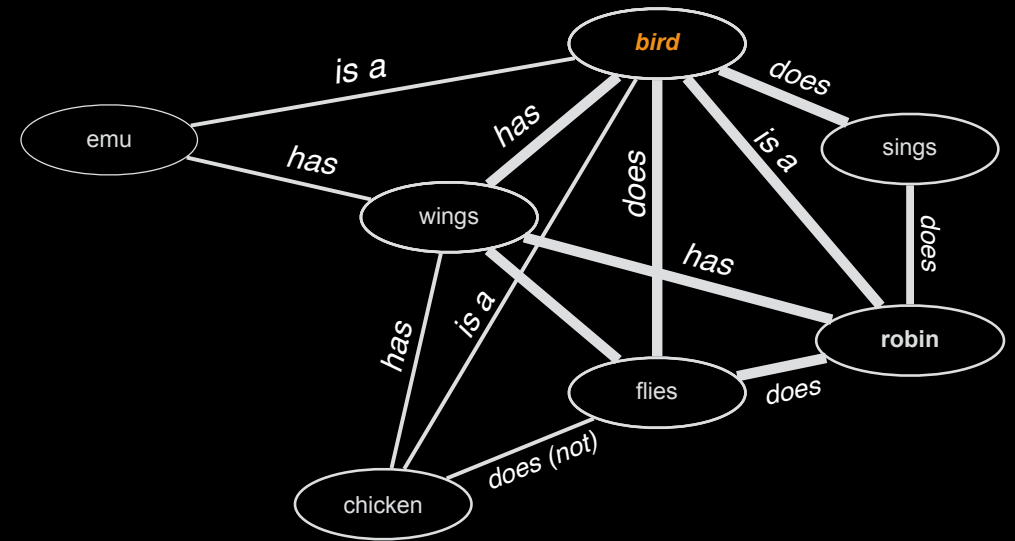 bird
is a
does
emu
has
has
does
is a
sings
wings
does
has
is a
has
robin
flies
does
does (not)
chicken